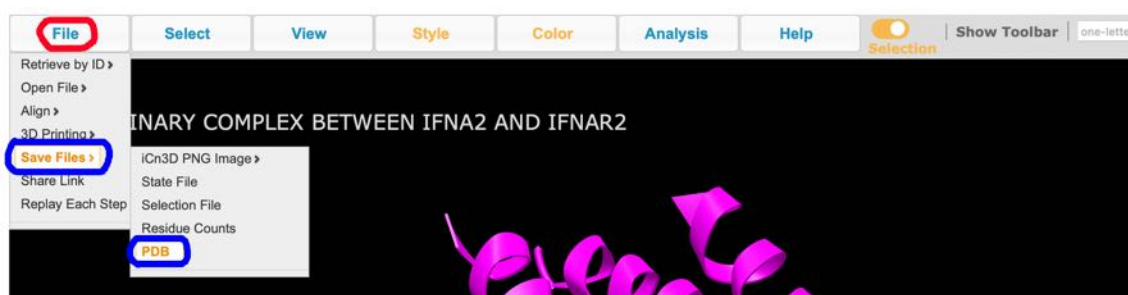 File Select View Style Color Analysis Help Selection Show Toolbar one-lette
Retrieve by ID ›
Open File ›
Align ›
3D Printing ›
INARY COMPLEX BETWEEN IFNA2 AND IFNAR2
Save Files ›
Share Link
Replay Each Step
iCn3D PNG Image ›
State File
Selection File
Residue Counts
PDB